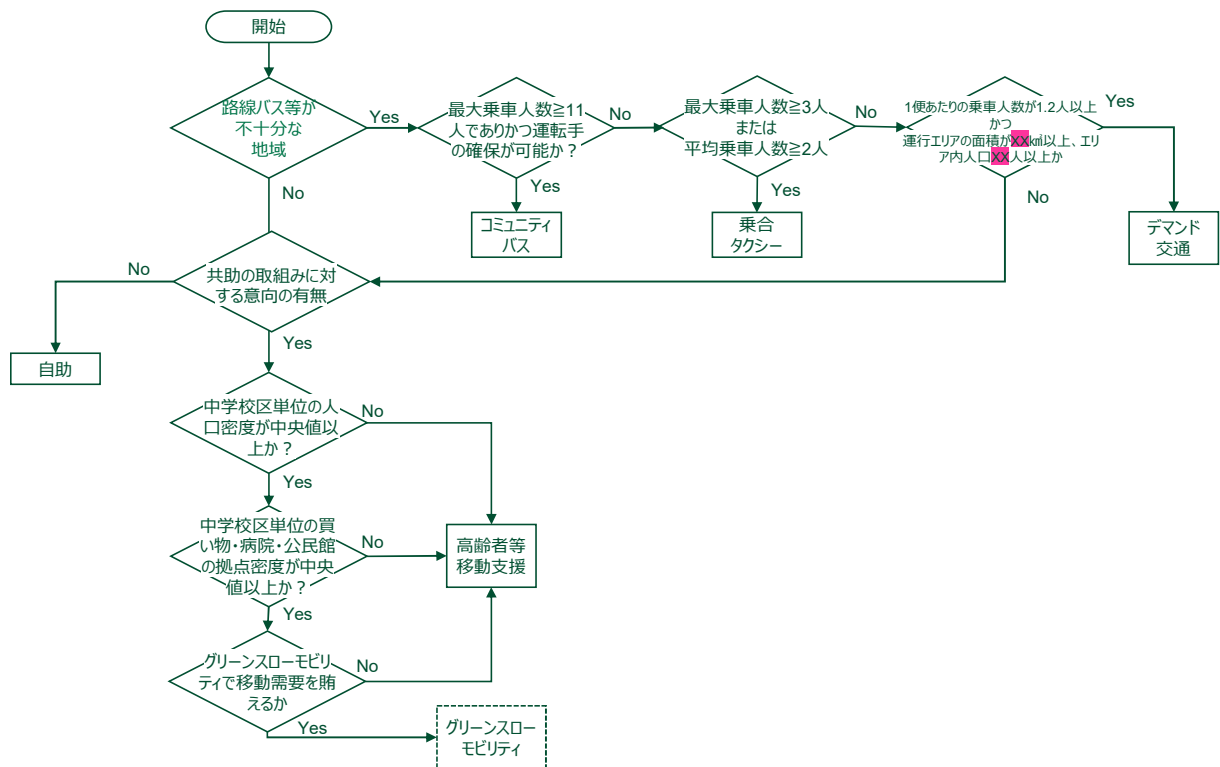 開始
路線バス等が
不十分な
地域
Yes
No
最大乗車人数≧11
人でありかつ運転手
の確保が可能か？
No
Yes
コミュニティ
バス
最大乗車人数≧3人
または
平均乗車人数≧2人
No
Yes
乗合
タクシー
1便あたりの乗車人数が1.2人以上
かつ
運行エリアの面積がXX㎢以上、エリ
ア内人口XX人以上か
Yes
No
デマンド
交通
共助の取組みに対
する意向の有無
No
Yes
自助
中学校区単位の人
口密度が中央値以
上か？
No
Yes
中学校区単位の買
い物・病院・公民館
の拠点密度が中央
値以上か？
No
Yes
高齢者等
移動支援
グリーンスローモビリ
ティで移動需要を賄
えるか
No
Yes
グリーンスロー
モビリティ